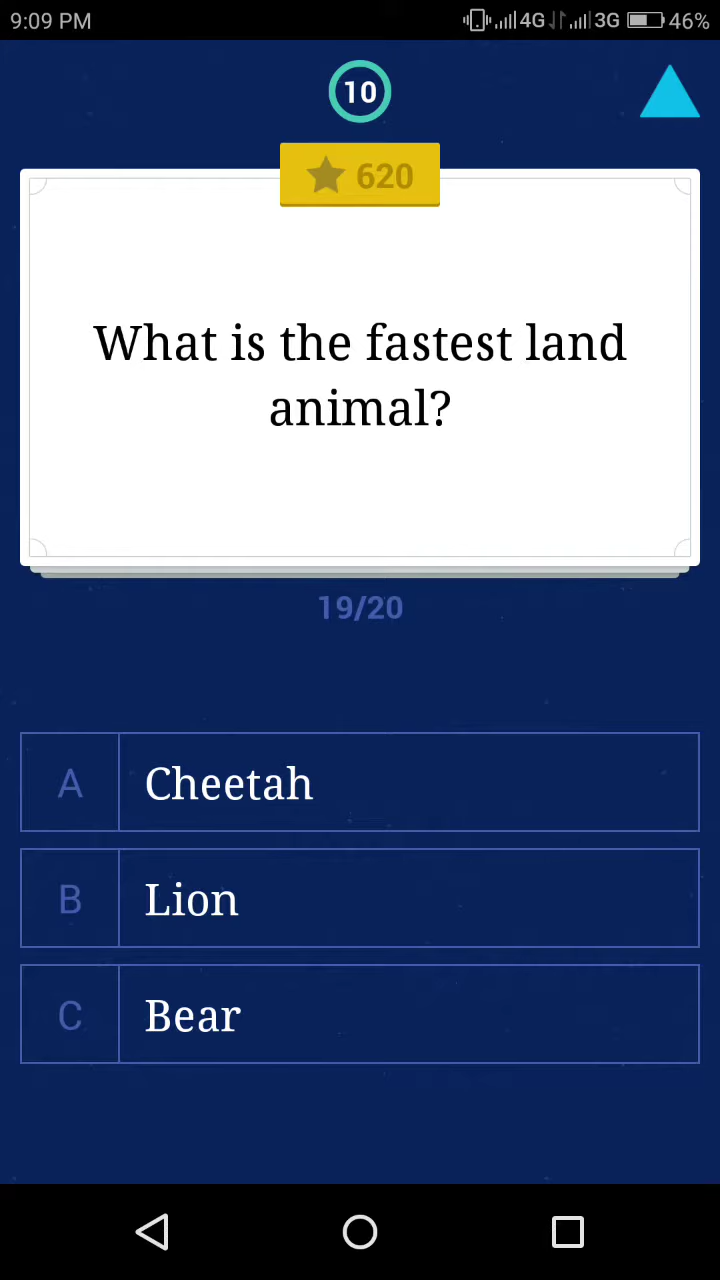 9:09 PM 4G 3G 46%
10
620
What is the fastest land
animal?
19/20
A Cheetah
B Lion
C Bear